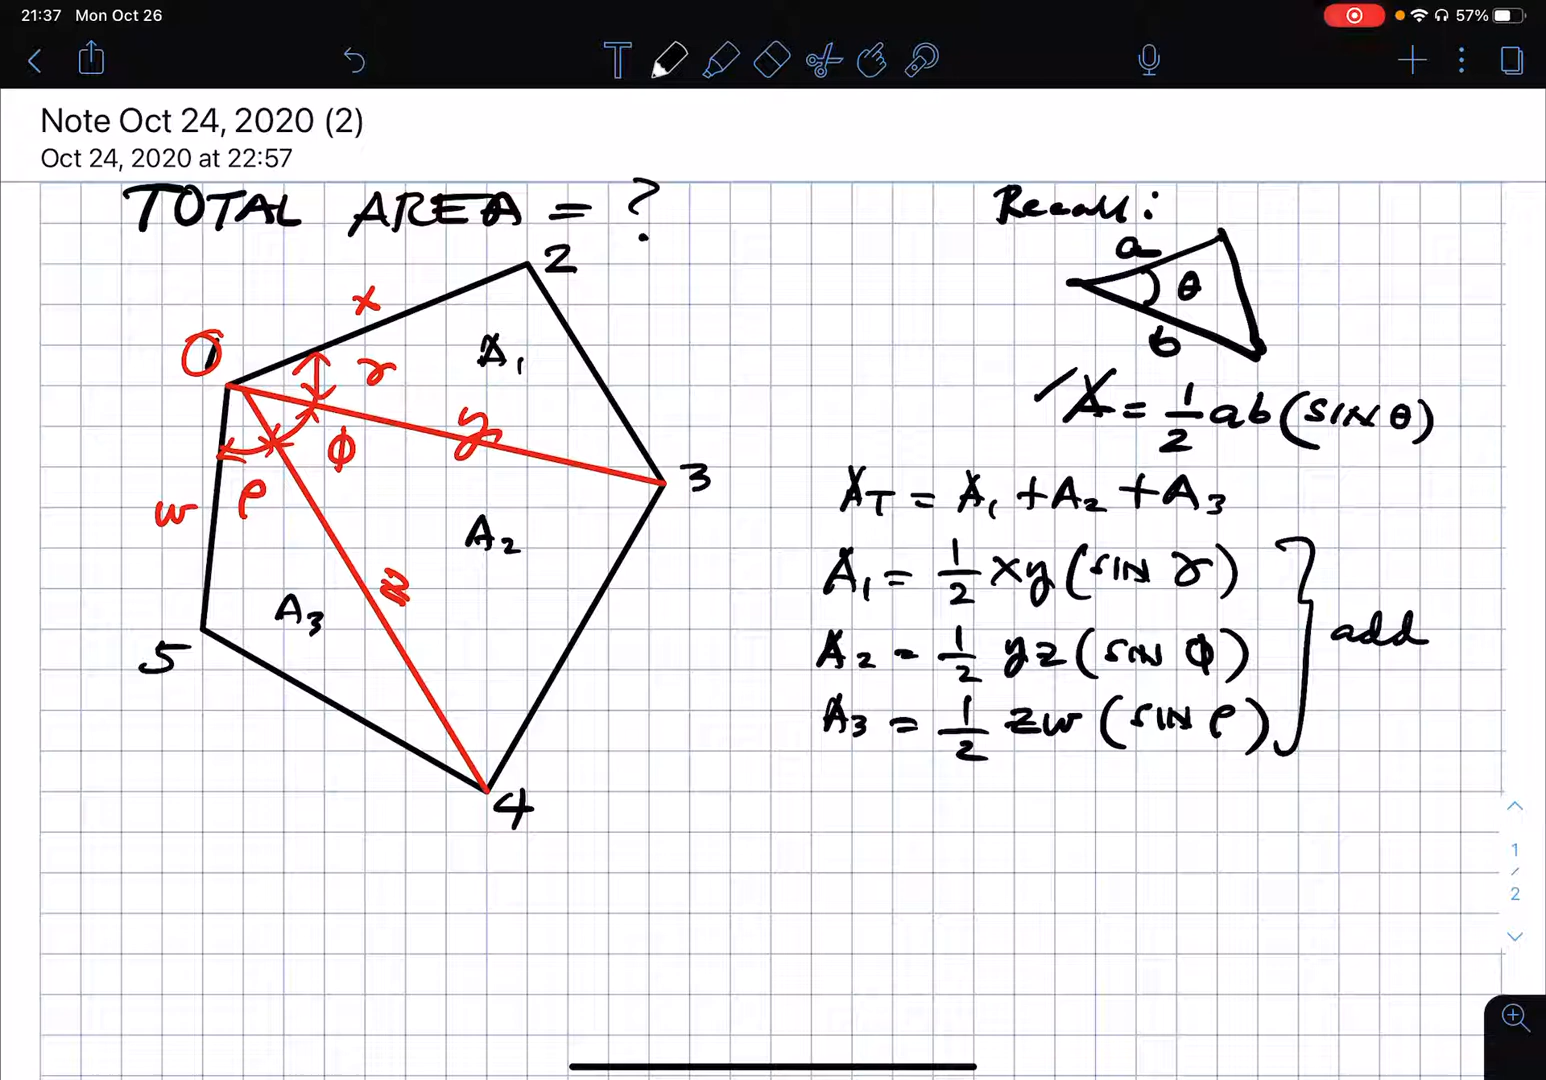 21:37 Mon Oct 26
57%
T
Note Oct 24, 2020 (2)
Oct 24, 2020 at 22:57
TOTAL AREA = ?
1
2
3
4
5
x
γ
y
ϕ
ρ
w
z
A₁
A₂
A₃
Recall:
a
θ
b
A = 1/2 ab (SIN θ)
A_T = A₁ + A₂ + A₃
A₁ = 1/2 xy (SIN γ)
A₂ = 1/2 yz (SIN ϕ)
A₃ = 1/2 zw (SIN ρ)
add
1
/
2